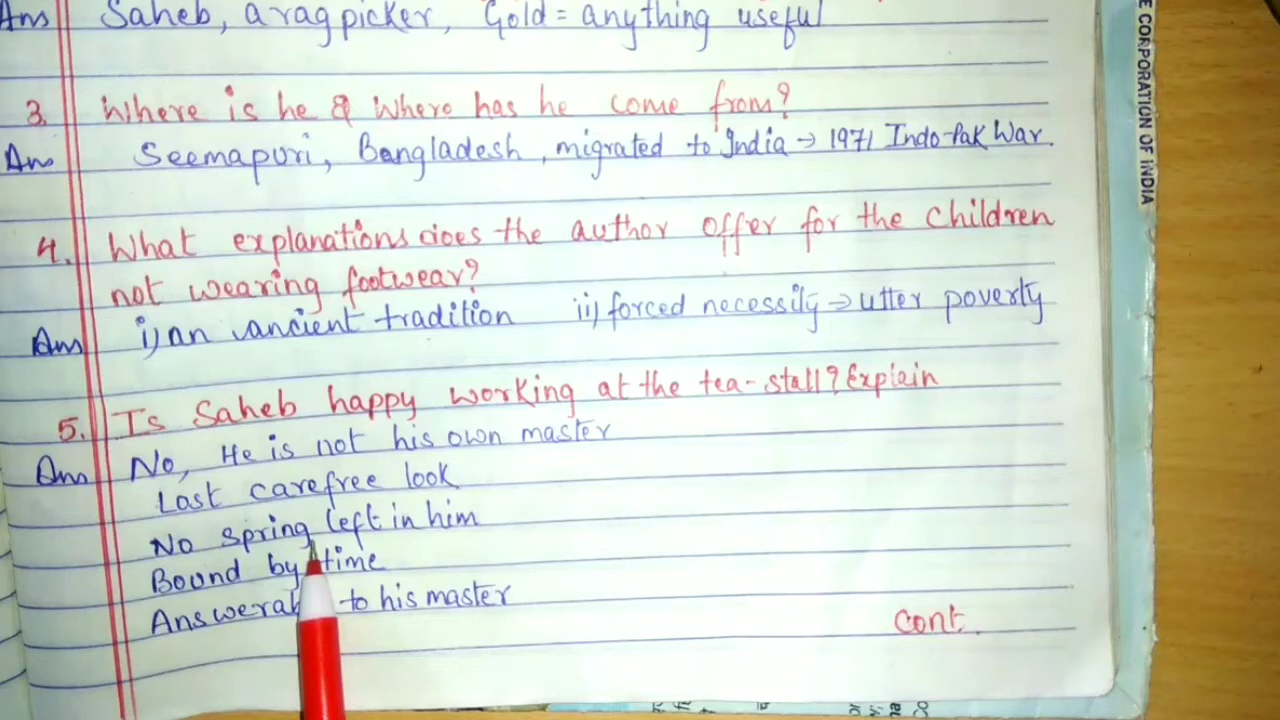 Ans Saheb, a rag picker, Gold = anything useful
3. Where is he & Where has he come from?
Ans Seemapuri, Bangladesh, migrated to India → 1971 Indo-Pak War.
4. What explanations does the author offer for the children
not wearing footwear?
Ans i) an ancient tradition ii) forced necessity → utter poverty
5. Is Saheb happy working at the tea-stall? Explain
Ans No, He is not his own master
Lost carefree look
No spring left in him
Bound by time
Answerab to his master
Cont.
E CORPORATION OF INDIA